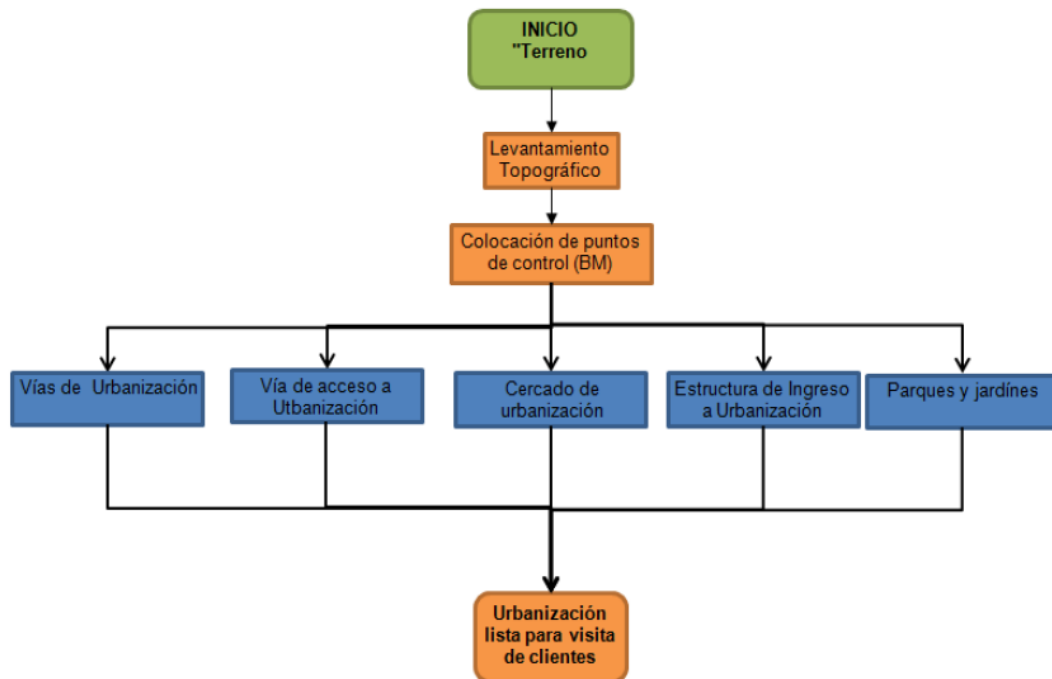 INICIO
"Terreno
Levantamiento
Topográfico
Colocación de puntos
de control (BM)
Vías de Urbanización
Vía de acceso a
Utbanización
Cercado de
urbanización
Estructura de Ingreso
a Urbanización
Parques y jardínes
Urbanización
lista para visita
de clientes